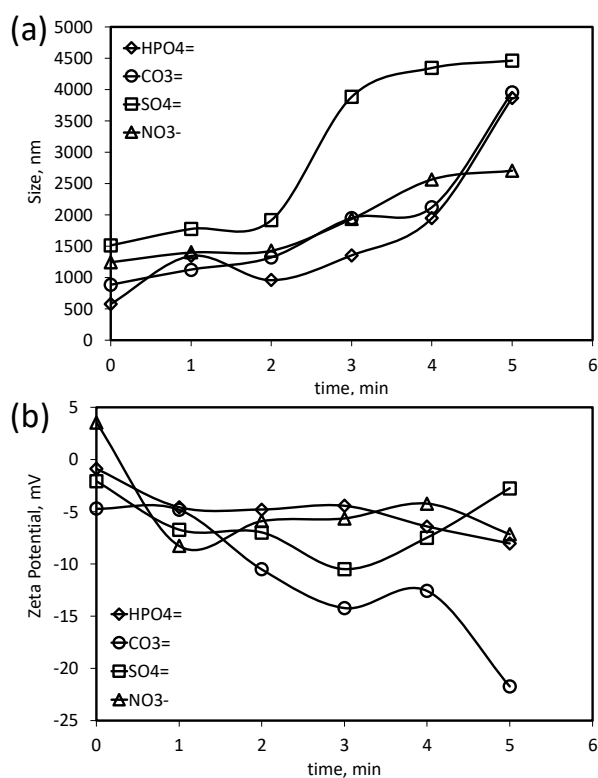 (a)
5000
4500
4000
3500
3000
2500
2000
1500
1000
500
0
Size, nm
HPO4=
CO3=
SO4=
NO3-
0 1 2 3 4 5 6
time, min
(b)
5
0
-5
-10
-15
-20
-25
Zeta Potential, mV
HPO4=
CO3=
SO4=
NO3-
0 1 2 3 4 5 6
time, min